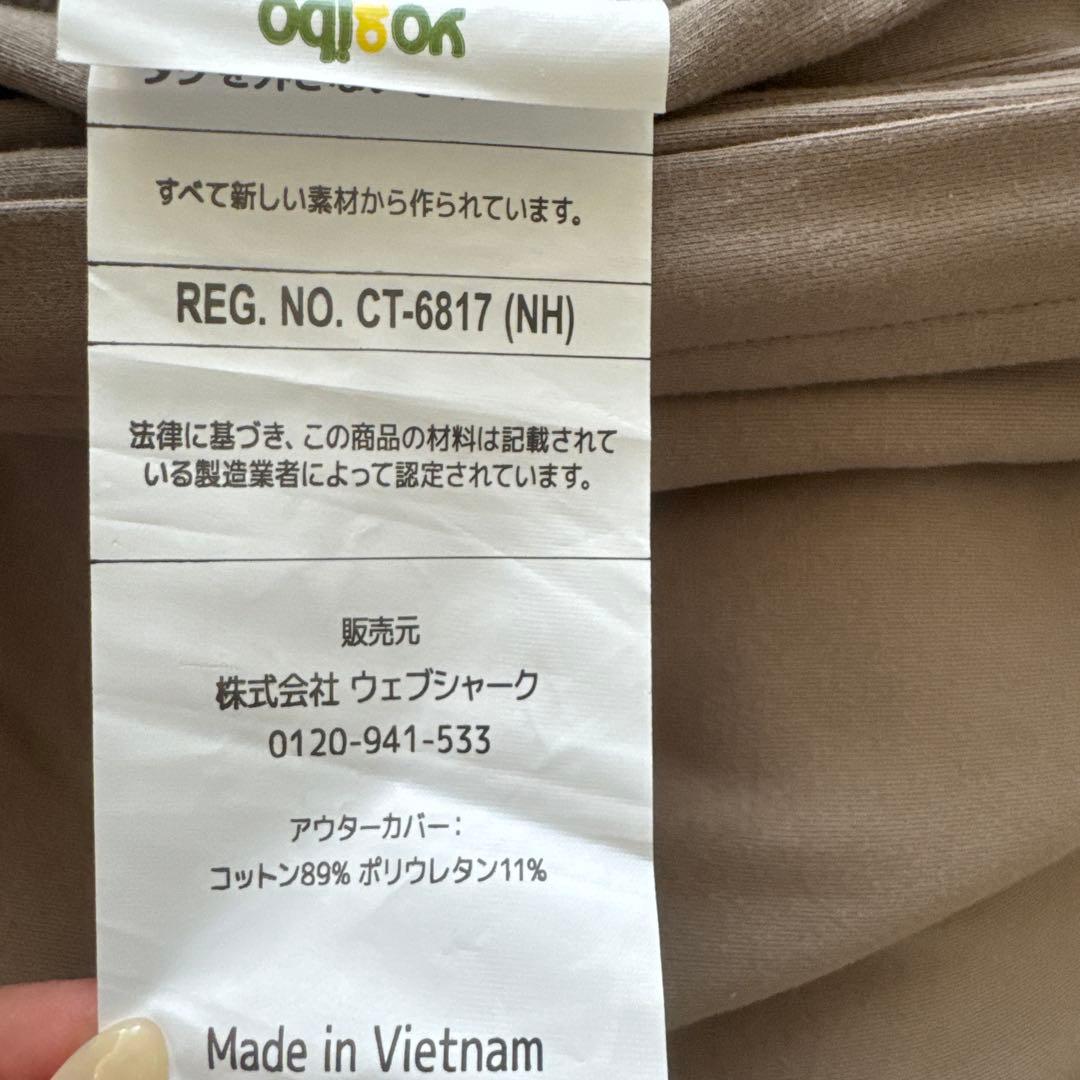 yogibo
すべて新しい素材から作られています。
REG. NO. CT-6817 (NH)
法律に基づき、この商品の材料は記載されて
いる製造業者によって認定されています。
販売元
株式会社 ウェブシャーク
0120-941-533
アウターカバー：
コットン89% ポリウレタン11%
Made in Vietnam